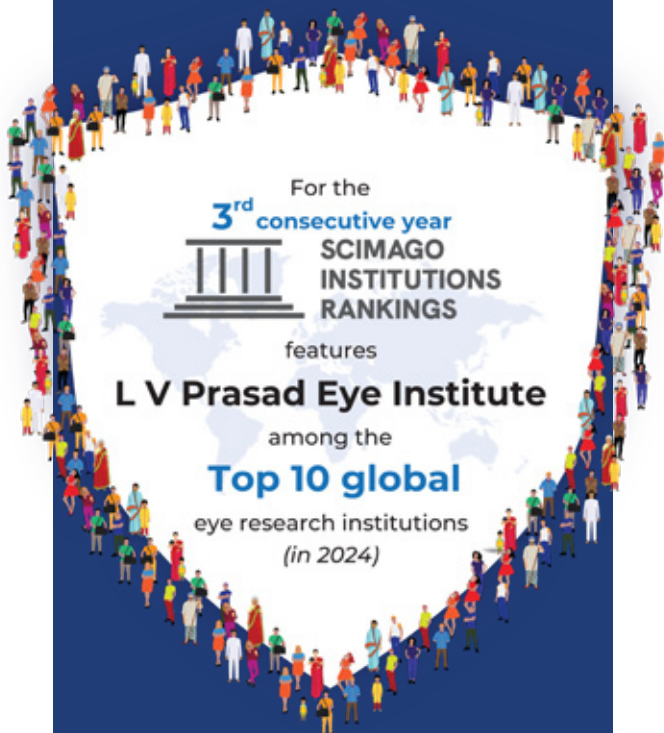 For the
3rd consecutive year
SCIMAGO
INSTITUTIONS
RANKINGS
features
L V Prasad Eye Institute
among the
Top 10 global
eye research institutions
(in 2024)